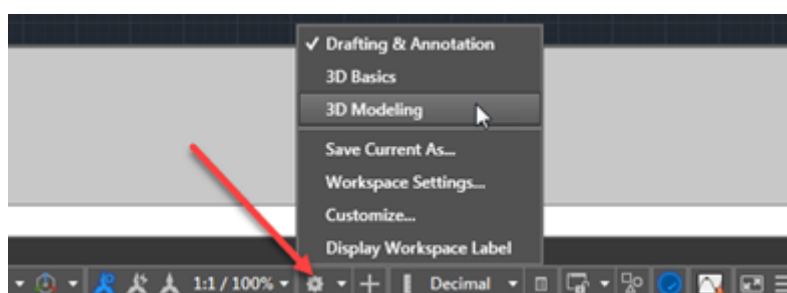 ✓ Drafting & Annotation
3D Basics
3D Modeling
Save Current As...
Workspace Settings...
Customize...
Display Workspace Label
1:1 / 100% Decimal